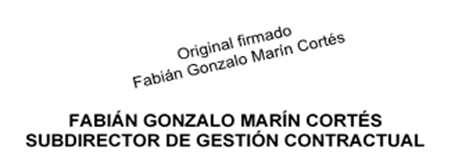 Original firmado
Fabián Gonzalo Marín Cortés
FABIÁN GONZALO MARÍN CORTÉS
SUBDIRECTOR DE GESTIÓN CONTRACTUAL